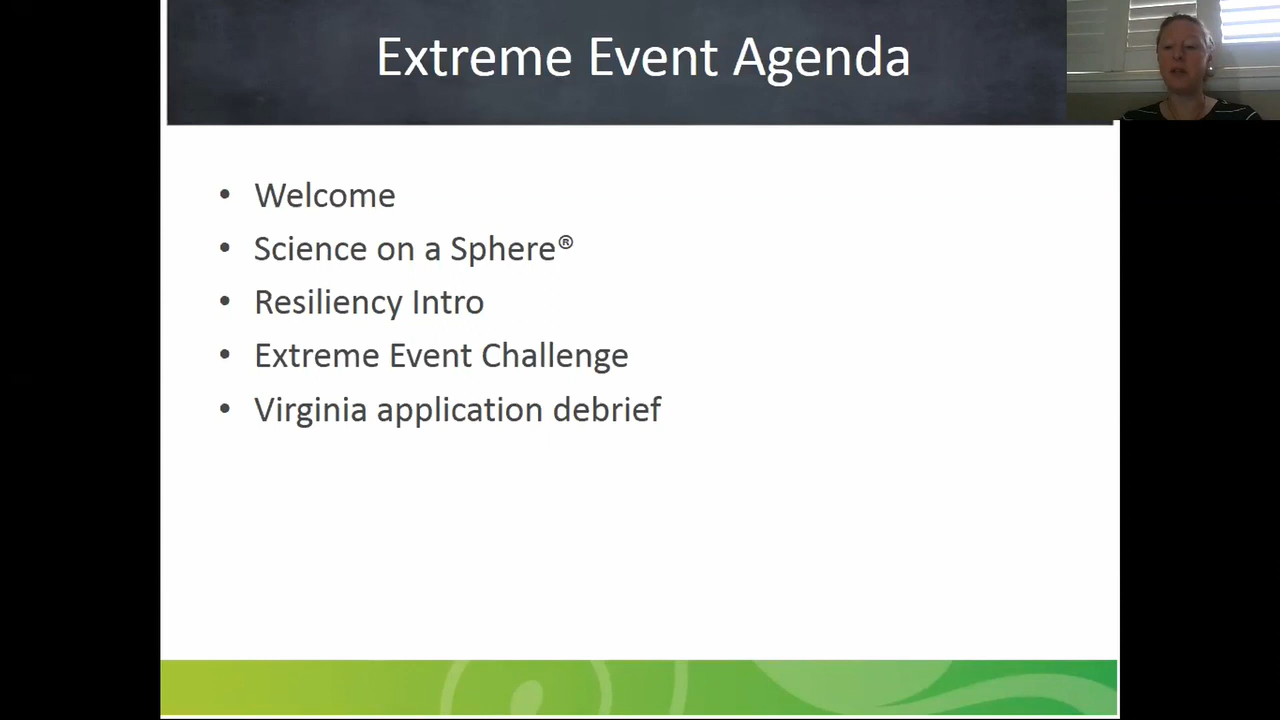 Extreme Event Agenda
• Welcome
• Science on a Sphere®
• Resiliency Intro
• Extreme Event Challenge
• Virginia application debrief